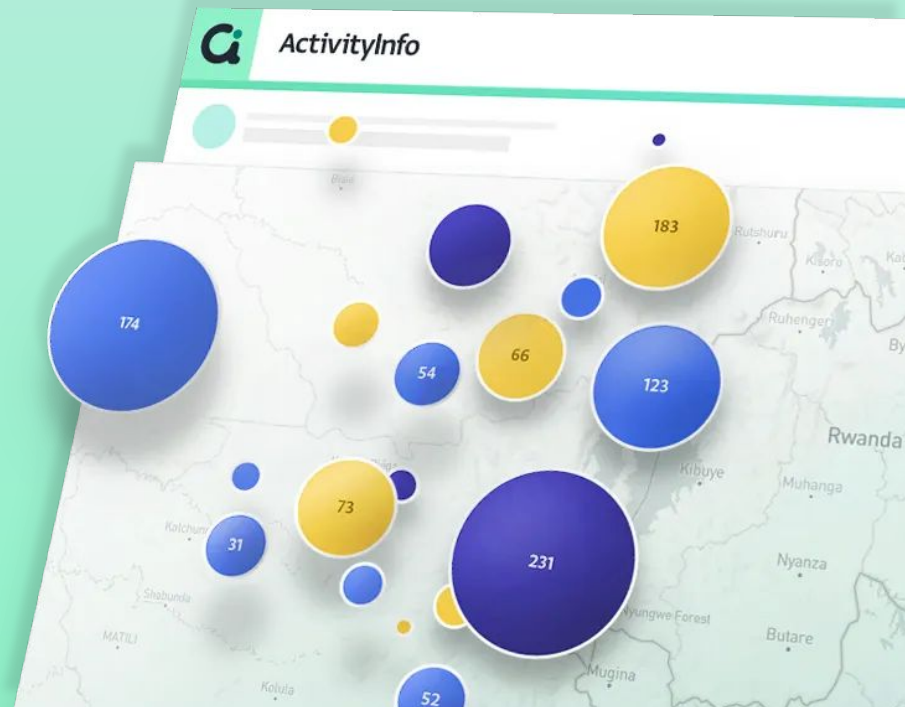 ActivityInfo
183
Rutshuru
Kisoro
174
Ruhengeri
By
66
54
123
Rwanda
Kibuye
Muhanga
73
31
231
Nyanza
Shabunda
Nyungwe Forest
MATILI
Butare
Mugina
Kolula
52